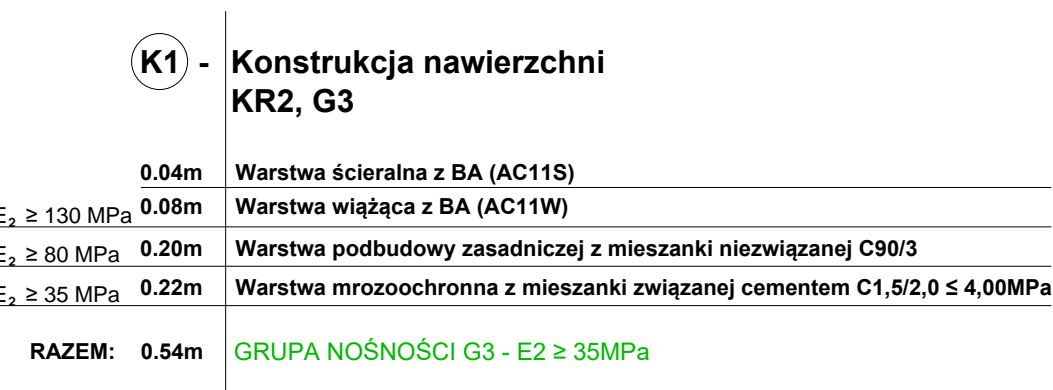 K1 - Konstrukcja nawierzchni
KR2, G3
0.04m Warstwa ścieralna z BA (AC11S)
E₂ ≥ 130 MPa 0.08m Warstwa wiążąca z BA (AC11W)
E₂ ≥ 80 MPa 0.20m Warstwa podbudowy zasadniczej z mieszanki niezwiązanej C90/3
E₂ ≥ 35 MPa 0.22m Warstwa mrozoochronna z mieszanki związanej cementem C1,5/2,0 ≤ 4,00MPa
RAZEM: 0.54m GRUPA NOŚNOŚCI G3 - E2 ≥ 35MPa